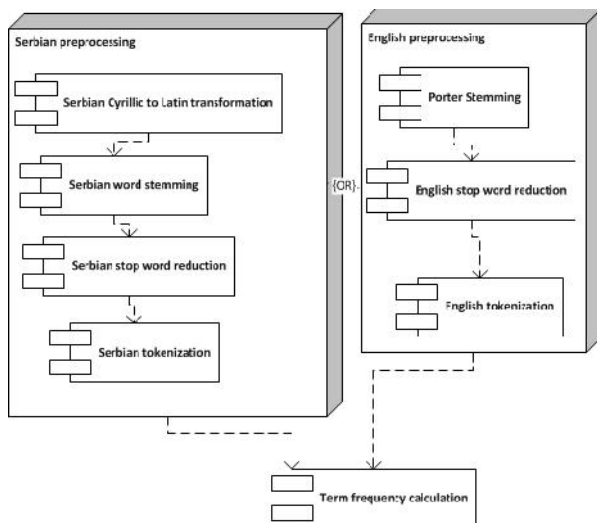 Serbian preprocessing
Serbian Cyrillic to Latin transformation
Serbian word stemming
Serbian stop word reduction
Serbian tokenization
{OR}
English preprocessing
Porter Stemming
English stop word reduction
English tokenization
Term frequency calculation